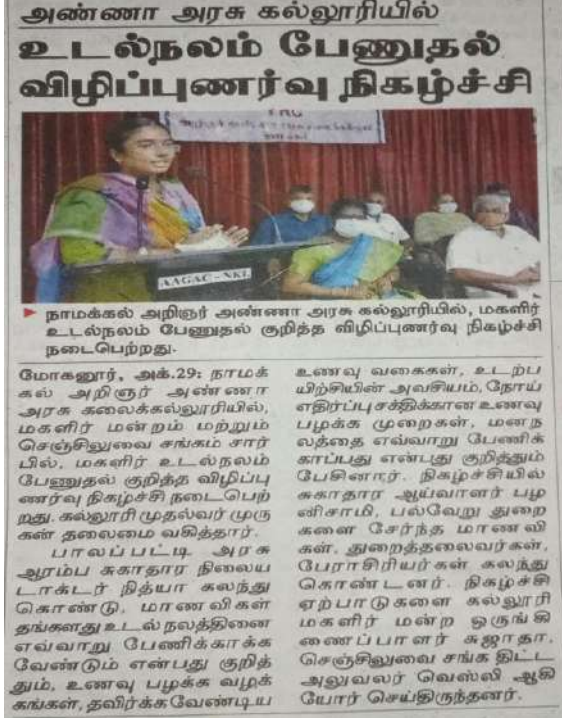 அண்ணா அரசு கல்லூரியில்
உடல்நலம் பேணுதல்
விழிப்புணர்வு நிகழ்ச்சி
AAGAC-NKL
நாமக்கல் அறிஞர் அண்ணா அரசு கல்லூரியில், மகளிர்
உடல்நலம் பேணுதல் குறித்த விழிப்புணர்வு நிகழ்ச்சி
நடைபெற்றது.
மோகனூர், அக்.29: நாமக்
கல் அறிஞர் அண்ணா
அரசு கலைக்கல்லூரியில்,
மகளிர் மன்றம் மற்றும்
செஞ்சிலுவை சங்கம் சார்
பில், மகளிர் உடல்நலம்
பேணுதல் குறித்த விழிப்பு
ணர்வு நிகழ்ச்சி நடைபெற்
றது. கல்லூரி முதல்வர் முரு
கன் தலைமை வகித்தார்.
பாலப்பட்டி அரசு
ஆரம்ப சுகாதார நிலைய
டாக்டர் நித்யா கலந்து
கொண்டு, மாணவிகள்
தங்களது உடல் நலத்தினை
எவ்வாறு பேணிக்காக்க
வேண்டும் என்பது குறித்
தும், உணவு பழக்க வழக்
கங்கள், தவிர்க்க வேண்டிய
உணவு வகைகள், உடற்ப
யிற்சியின் அவசியம், நோய்
எதிர்ப்பு சக்திக்கான உணவு
பழக்க முறைகள், மனந
லத்தை எவ்வாறு பேணிக்
காப்பது என்பது குறித்தும்
பேசினார். நிகழ்ச்சியில்
சுகாதார ஆய்வாளர் பழ
னிசாமி, பல்வேறு துறை
களை சேர்ந்த மாணவி
கள், துறைத்தலைவர்கள்,
பேராசிரியர்கள் கலந்து
கொண்டனர். நிகழ்ச்சி
ஏற்பாடுகளை கல்லூரி
மகளிர் மன்ற ஒருங்கி
ணைப்பாளர் சுஜாதா,
செஞ்சிலுவை சங்க திட்ட
அலுவலர் வெஸ்லி ஆகி
யோர் செய்திருந்தனர்.